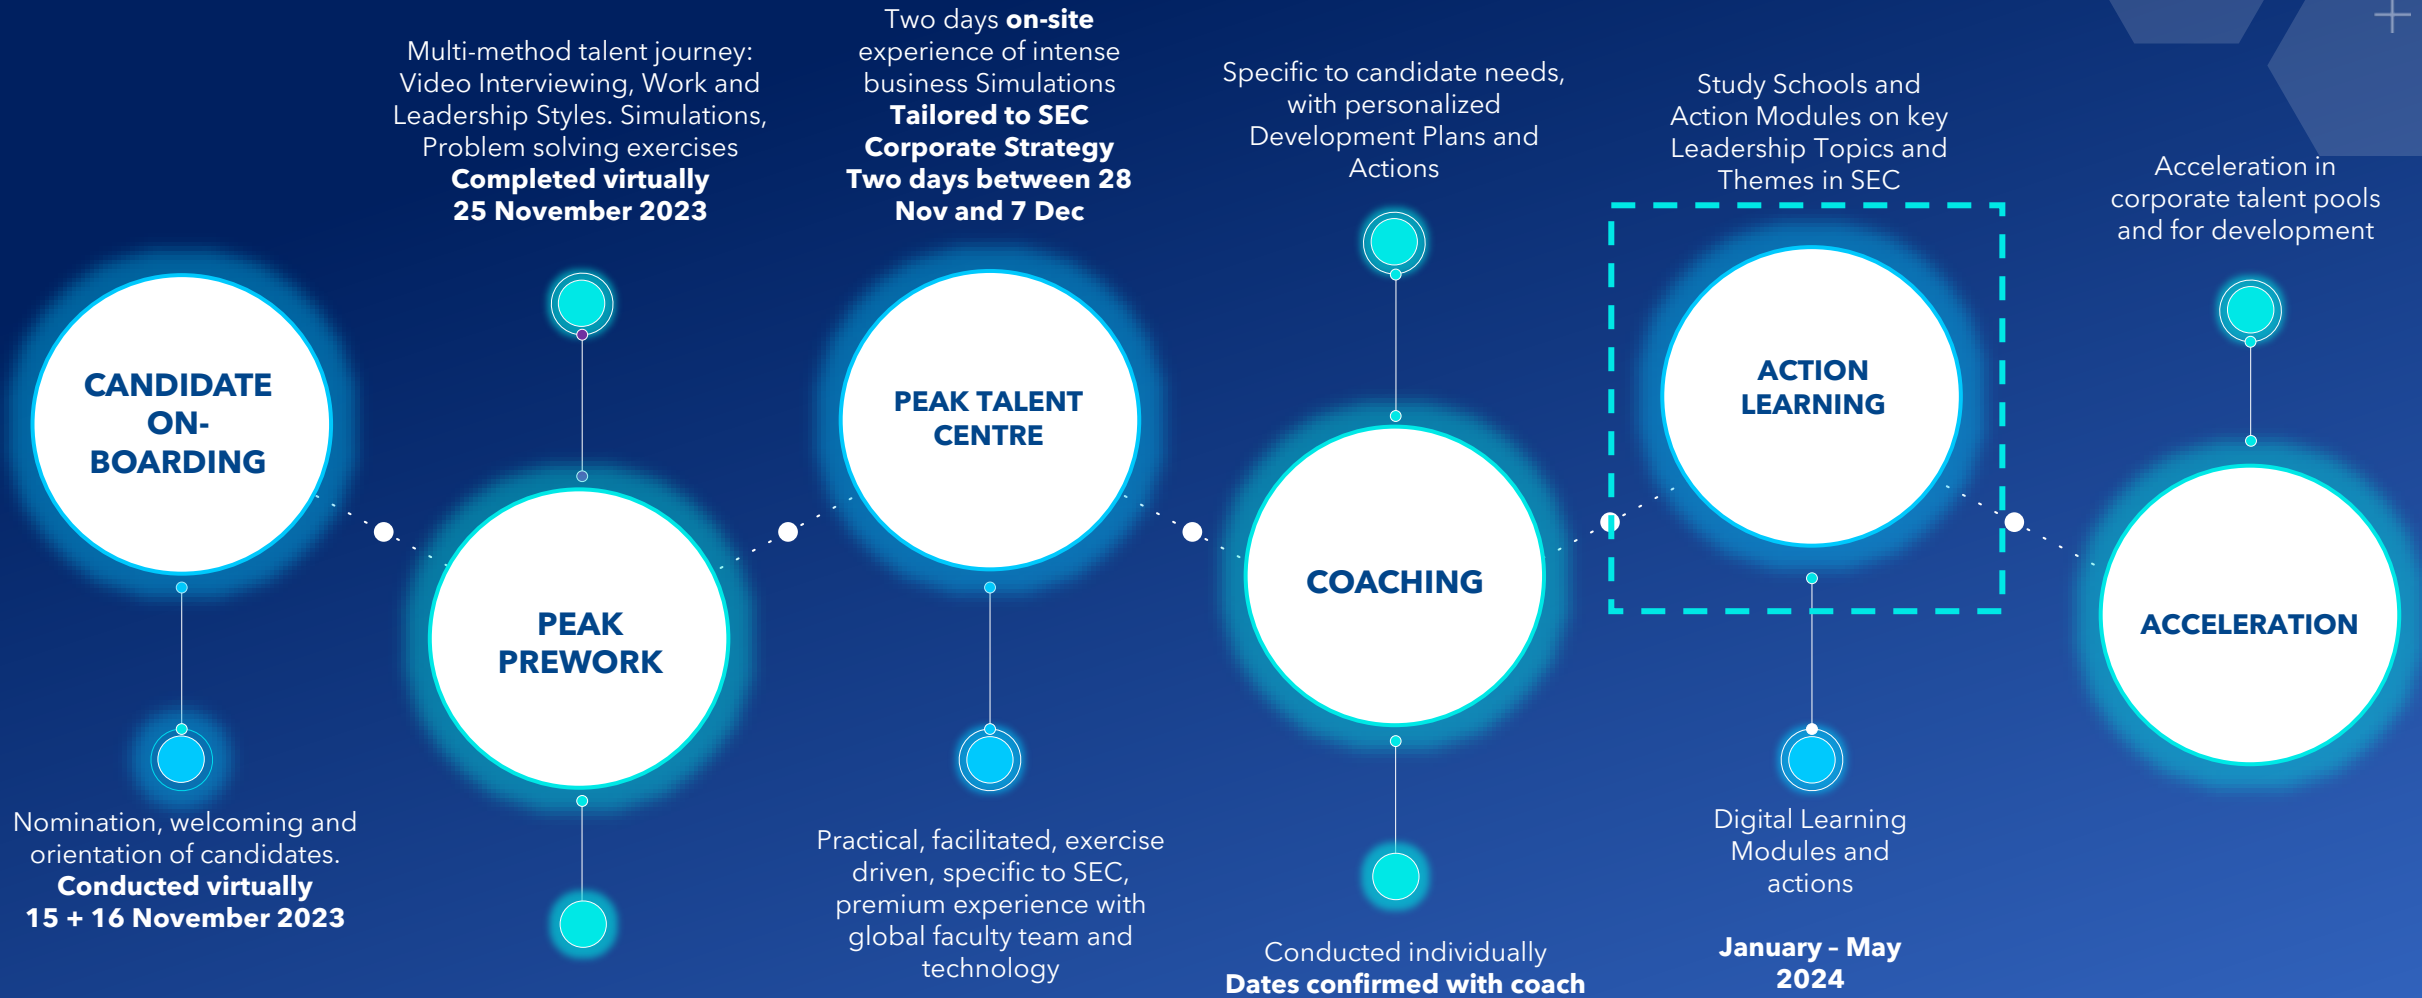 Nomination, welcoming and
orientation of candidates.
Conducted virtually
15 + 16 November 2023
CANDIDATE
ON-
BOARDING
Multi-method talent journey:
Video Interviewing, Work and
Leadership Styles. Simulations,
Problem solving exercises
Completed virtually
25 November 2023
PEAK
PREWORK
Two days on-site
experience of intense
business Simulations
Tailored to SEC
Corporate Strategy
Two days between 28
Nov and 7 Dec
PEAK TALENT
CENTRE
Practical, facilitated, exercise
driven, specific to SEC,
premium experience with
global faculty team and
technology
Specific to candidate needs,
with personalized
Development Plans and
Actions
COACHING
Conducted individually
Dates confirmed with coach
Study Schools and
Action Modules on key
Leadership Topics and
Themes in SEC
ACTION
LEARNING
Digital Learning
Modules and
actions
January – May
2024
Acceleration in
corporate talent pools
and for development
ACCELERATION